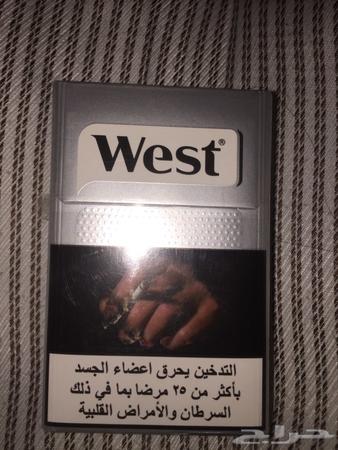 West®
التدخين يحرق اعضاء الجسد
بأكثر من ٢٥ مرضا بما في ذلك
السرطان والأمراض القلبية
حراج